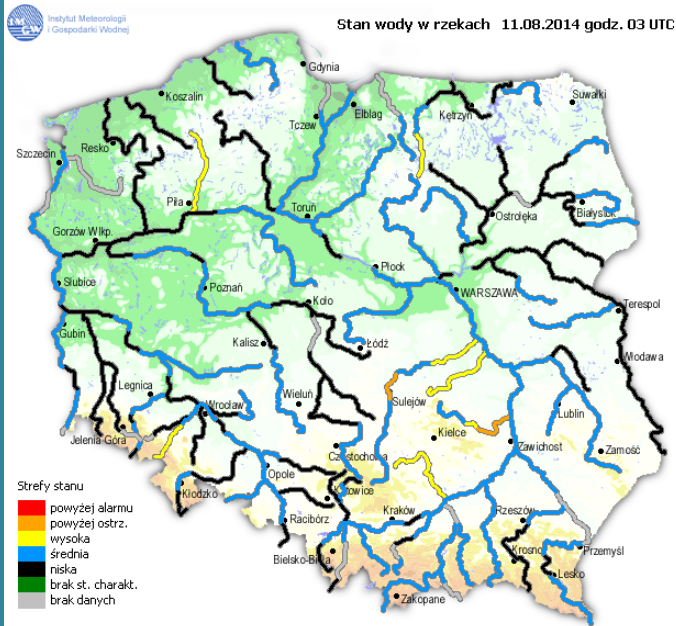 Instytut Meteorologii
i Gospodarki Wodnej
IMGW
Stan wody w rzekach 11.08.2014 godz. 03 UTC
Gdynia
Koszalin
Suwałki
Elbląg
Kętrzyn
Tczew
Resko
Szczecin
Piła
Toruń
Ostrołęka
Białystok
Gorzów Wlkp.
Płock
Słubice
Poznań
WARSZAWA
Koło
Terespol
Gubin
Kalisz
Łódź
Włodawa
Legnica
Wieluń
Sulejów
Wrocław
Lublin
Jelenia Góra
Kielce
Zawichost
Częstochowa
Zamość
Opole
Kłodzko
Katowice
Kraków
Rzeszów
Racibórz
Krosno
Przemyśl
Bielsko-Biała
Lesko
Zakopane
Strefy stanu
powyżej alarmu
powyżej ostrz.
wysoka
średnia
niska
brak st. charakt.
brak danych